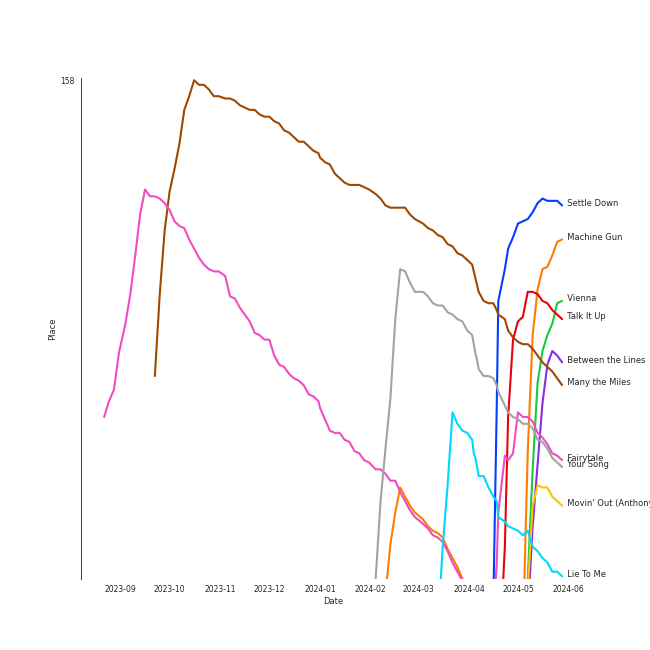 158
Place
Settle Down
Machine Gun
Vienna
Talk It Up
Between the Lines
Many the Miles
Fairytale
Your Song
Movin' Out (Anthony
Lie To Me
2023-09 2023-10 2023-11 2023-12 2024-01 2024-02 2024-03 2024-04 2024-05 2024-06
Date